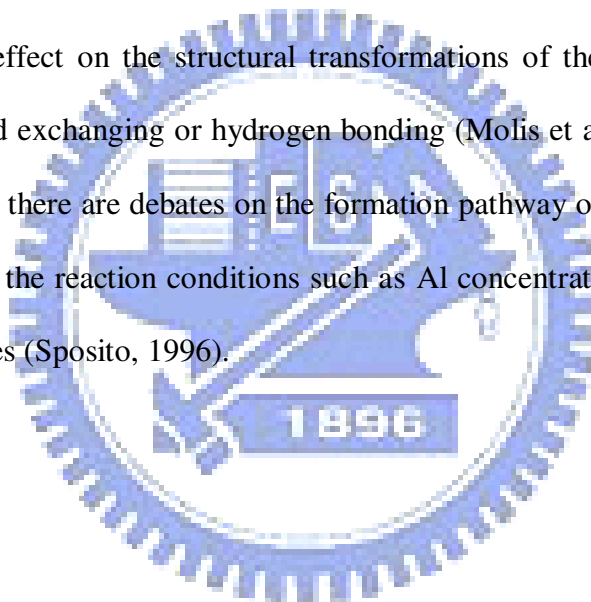 effect on the structural transformations of the
d exchanging or hydrogen bonding (Molis et a
there are debates on the formation pathway o
the reaction conditions such as Al concentrat
es (Sposito, 1996).
1896